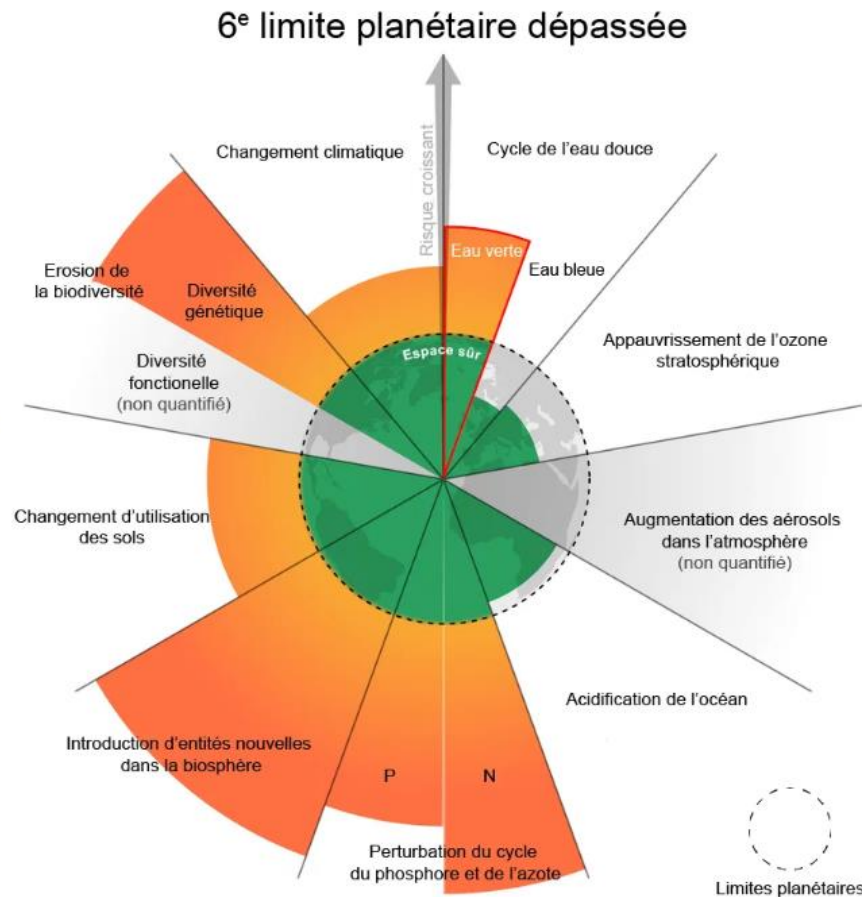 6e limite planétaire dépassée
Changement climatique
Risque croissant
Cycle de l'eau douce
Eau verte
Eau bleue
Erosion de
la biodiversité
Diversité
génétique
Espace sûr
Appauvrissement de l'ozone
stratosphérique
Diversité
fonctionelle
(non quantifié)
Changement d'utilisation
des sols
Augmentation des aérosols
dans l'atmosphère
(non quantifié)
Acidification de l'océan
Introduction d'entités nouvelles
dans la biosphère
P
N
Perturbation du cycle
du phosphore et de l'azote
Limites planétaires